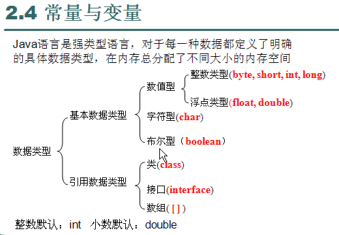 2.4 常量与变量
Java语言是强类型语言，对于每一种数据都定义了明确
的具体数据类型，在内存总分配了不同大小的内存空间
整数类型(byte, short, int, long)
数值型
浮点类型(float, double)
基本数据类型
字符型(char)
布尔型（boolean）
数据类型
类(class)
引用数据类型
接口(interface)
数组([ ])
整数默认：int 小数默认：double